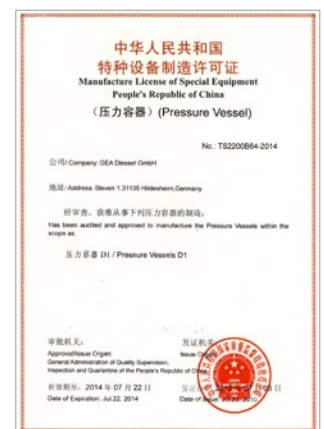 中华人民共和国
特种设备制造许可证
Manufacture License of Special Equipment
People's Republic of China
（压力容器）(Pressure Vessel)
No.: TS2200B64-2014
公司/ Company: GEA Diessel GmbH
地址/ Address: Steven 1,31135 Hildesheim,Germany
经审查，获准从事下列压力容器的制造：
Has been audited and approved to manufacture the Pressure Vessels within the
scope as:
压力容器 D1 / Pressure Vessels D1
审批机关：
发证机关
Approval/Issue Organ:
Issue Organ
General Administration of Quality Supervision,
Inspection and Quarantine of the People's Republic of China
有效期至： 2014 年 07 月 22 日
Date of Expiration: Jul.22, 2014
Date of Issue: 2010